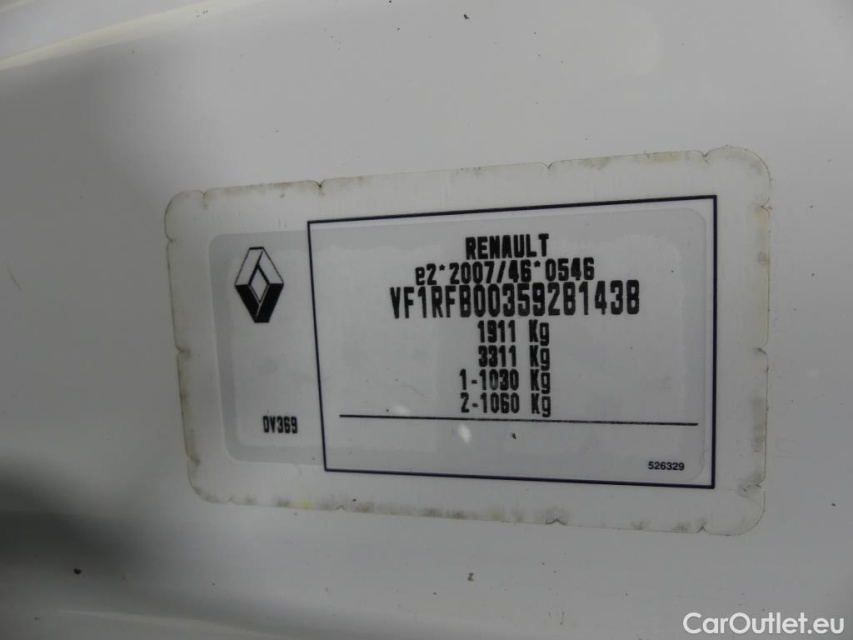 RENAULT
e2*2007/46*0546
VF1RFB00359281438
1911 Kg
3311 Kg
1-1030 Kg
2-1060 Kg
DV369
526329
CarOutlet.eu